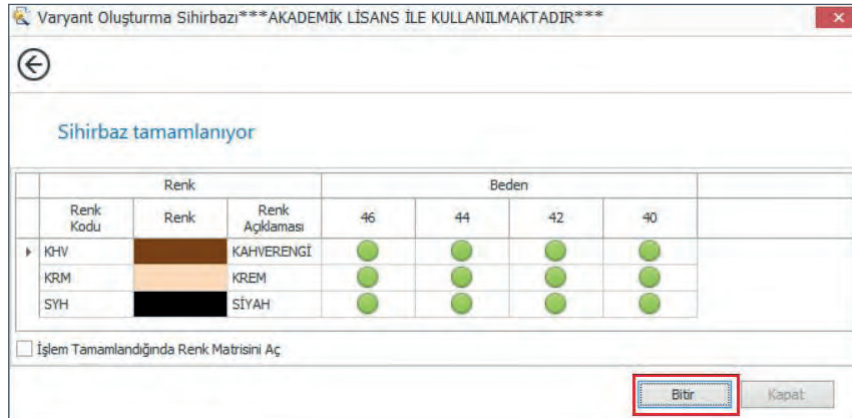 Varyant Oluşturma Sihirbazı***AKADEMİK LİSANS İLE KULLANILMAKTADIR***
Sihirbaz tamamlanıyor
Renk Beden
Renk Kodu Renk Renk Açıklaması 46 44 42 40
KHV KAHVERENGİ
KRM KREM
SYH SİYAH
İşlem Tamamlandığında Renk Matrisini Aç
Bitir Kapat